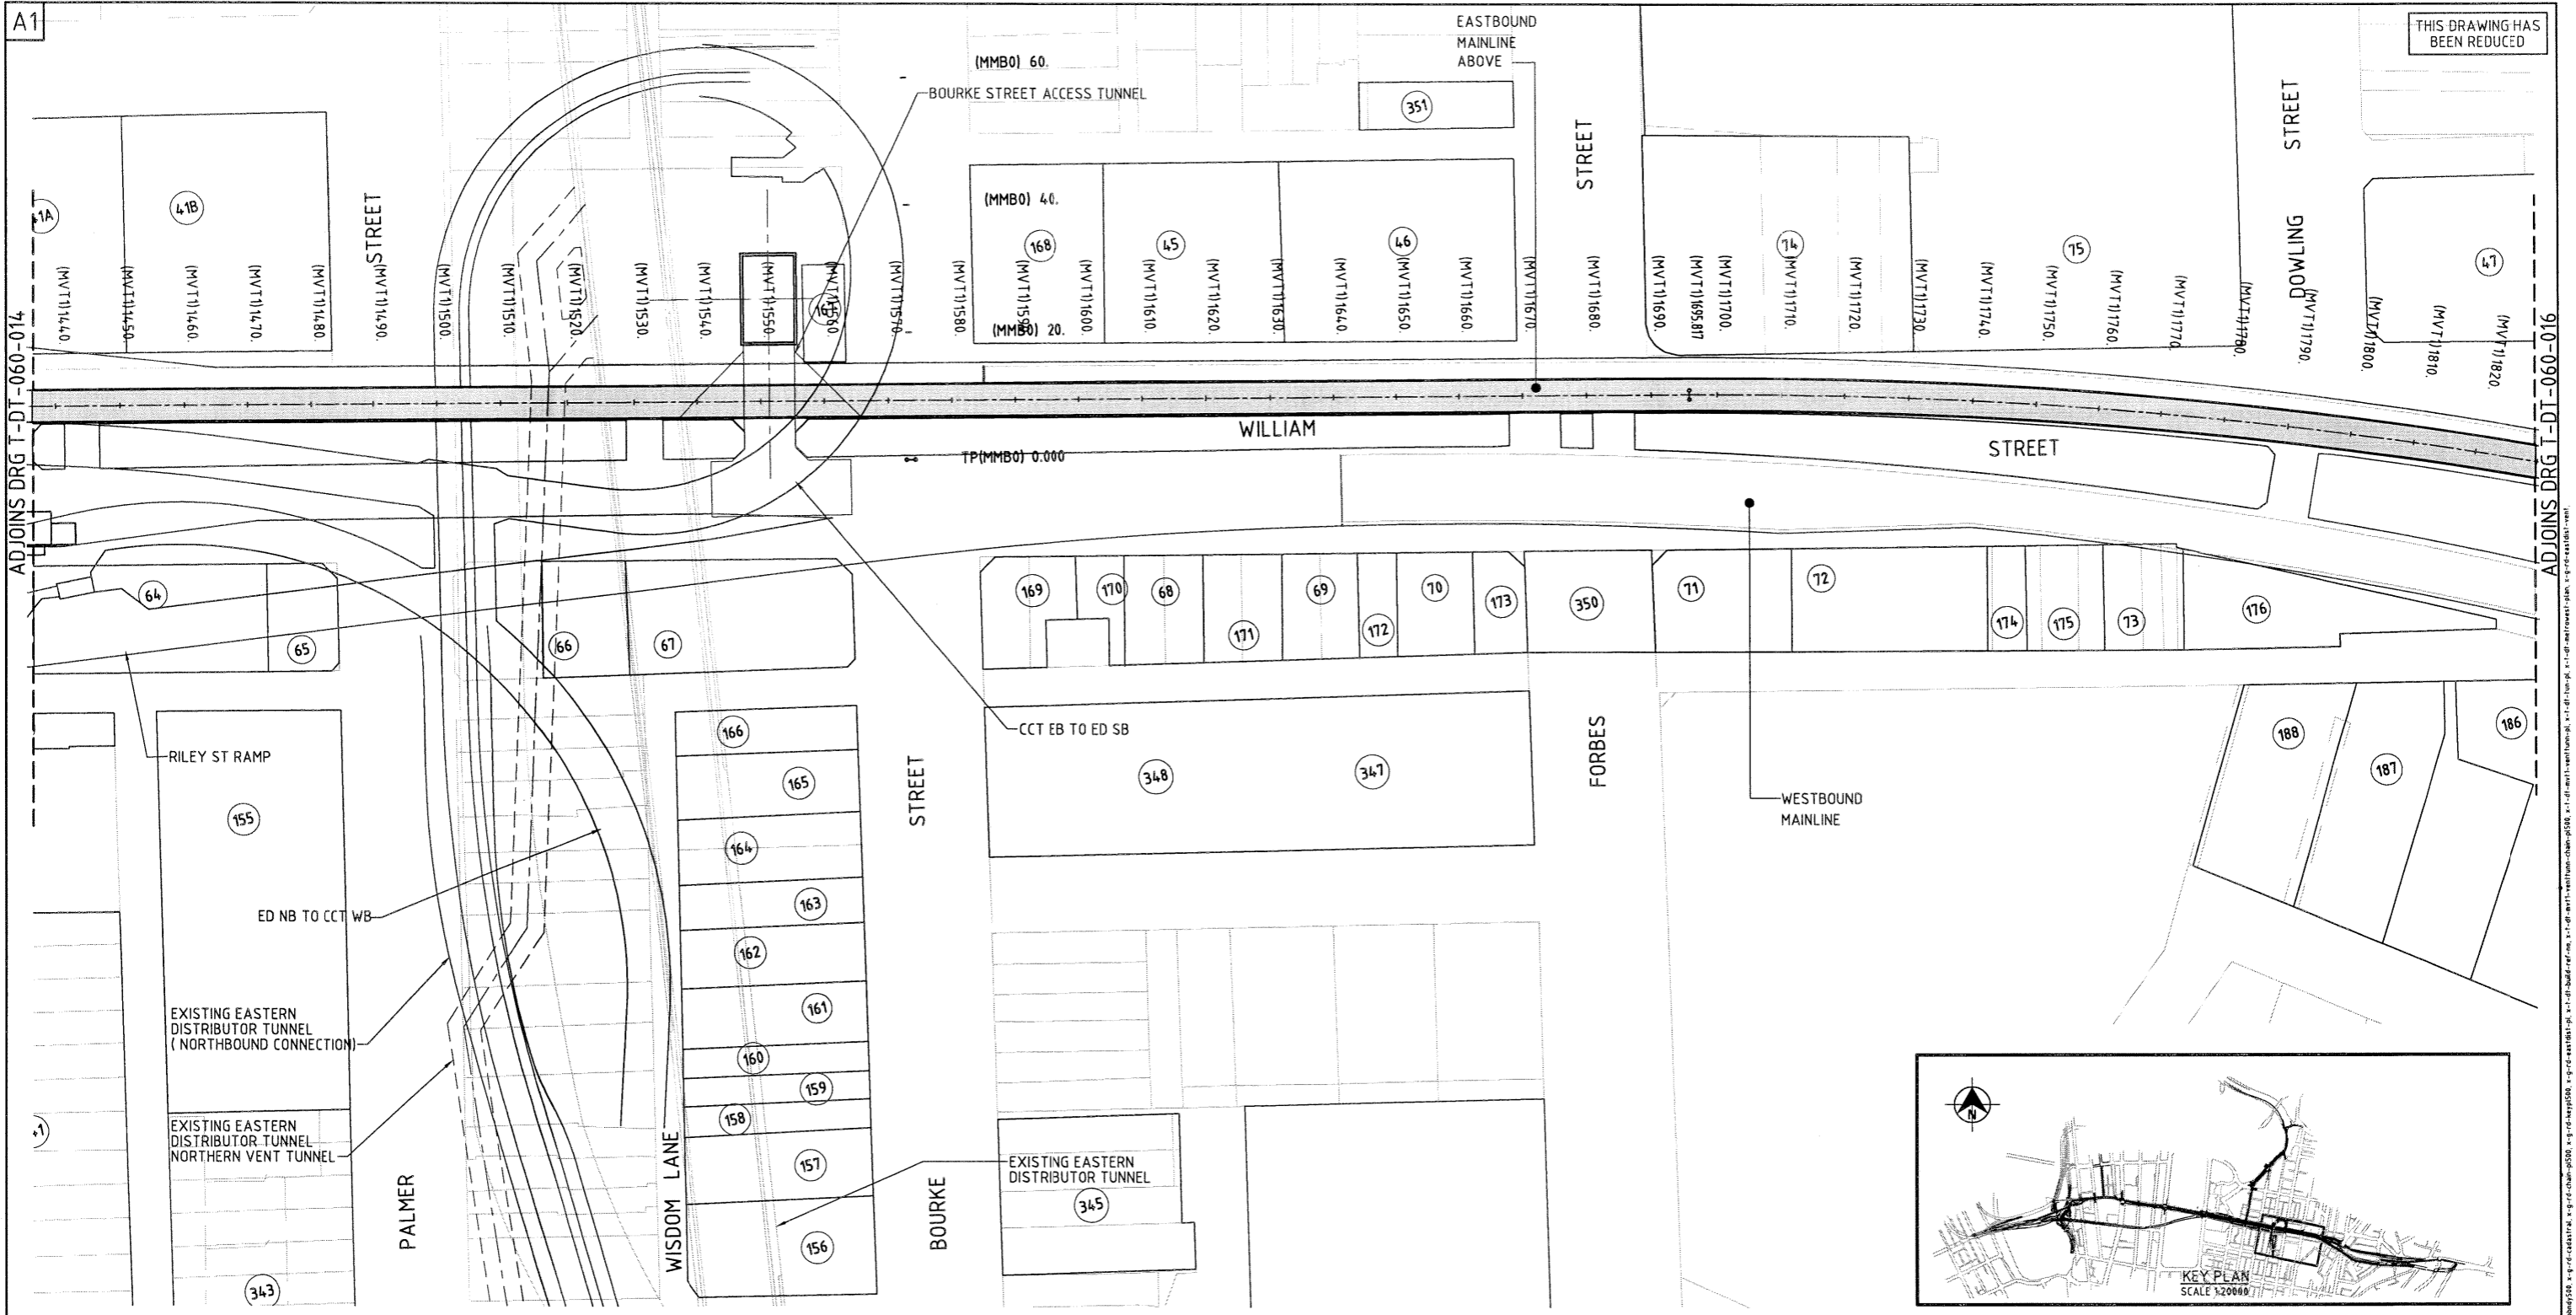 A1
THIS DRAWING HAS
BEEN REDUCED
EASTBOUND
MAINLINE
ABOVE
(MMB0) 60.
BOURKE STREET ACCESS TUNNEL
351
STREET
STREET
STREET
41B
(MMB0) 40.
168
45
46
74
75
47
DOWLING
(MVT1)1440.
(MVT1)1450.
(MVT1)1460.
(MVT1)1470.
(MVT1)1480.
(MVT1)1490.
(MVT1)1500.
(MVT1)1510.
(MVT1)1520.
(MVT1)1530.
(MVT1)1540.
(MVT1)1550.
(MVT1)1560.
(MVT1)1570.
(MVT1)1580.
(MVT1)1590.
(MVT1)1600.
(MVT1)1610.
(MVT1)1620.
(MVT1)1630.
(MVT1)1640.
(MVT1)1650.
(MVT1)1660.
(MVT1)1670.
(MVT1)1680.
(MVT1)1690.
(MVT1)1695.817
(MVT1)1700.
(MVT1)1710.
(MVT1)1720.
(MVT1)1730.
(MVT1)1740.
(MVT1)1750.
(MVT1)1760.
(MVT1)1770.
(MVT1)1780.
(MVT1)1790.
(MVT1)1800.
(MVT1)1810.
(MVT1)1820.
(MMB0) 20.
ADJOINS DRG T-DT-060-014
ADJOINS DRG T-DT-060-016
WILLIAM
STREET
TP(MMB0) 0.000
64
65
66
67
169
170
68
171
69
172
70
173
350
71
72
174
175
73
176
RILEY ST RAMP
CCT EB TO ED SB
166
165
164
163
162
161
160
159
158
157
156
155
STREET
348
347
FORBES
WESTBOUND
MAINLINE
188
187
186
ED NB TO CCT WB
EXISTING EASTERN
DISTRIBUTOR TUNNEL
( NORTHBOUND CONNECTION)
EXISTING EASTERN
DISTRIBUTOR TUNNEL
NORTHERN VENT TUNNEL
343
PALMER
WISDOM LANE
BOURKE
EXISTING EASTERN
DISTRIBUTOR TUNNEL
345
N
KEY PLAN
SCALE 1:20000